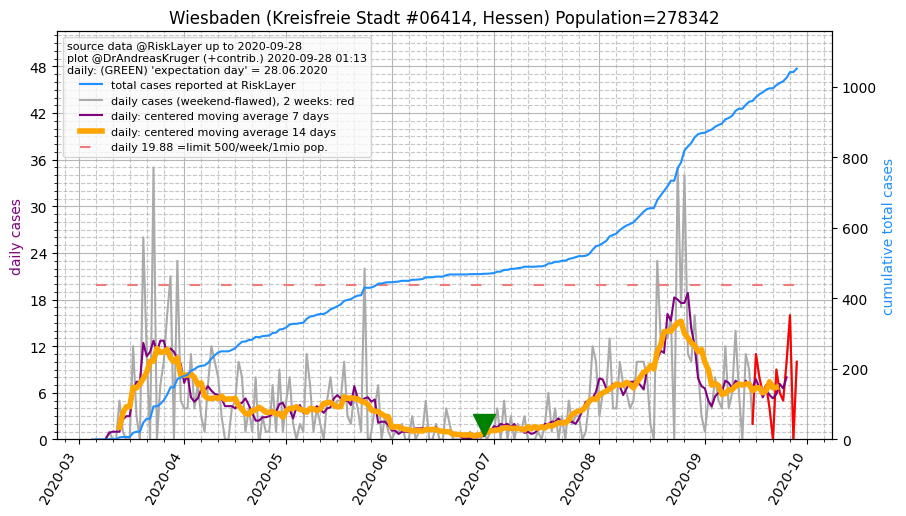 Wiesbaden (Kreisfreie Stadt #06414, Hessen) Population=278342
source data @RiskLayer up to 2020-09-28
plot @DrAndreasKruger (+contrib.) 2020-09-28 01:13
daily: (GREEN) 'expectation day' = 28.06.2020
total cases reported at RiskLayer
daily cases (weekend-flawed), 2 weeks: red
daily: centered moving average 7 days
daily: centered moving average 14 days
daily 19.88 =limit 500/week/1mio pop.
daily cases
48
42
36
30
24
18
12
6
0
cumulative total cases
1000
800
600
400
200
0
2020-03
2020-04
2020-05
2020-06
2020-07
2020-08
2020-09
2020-10